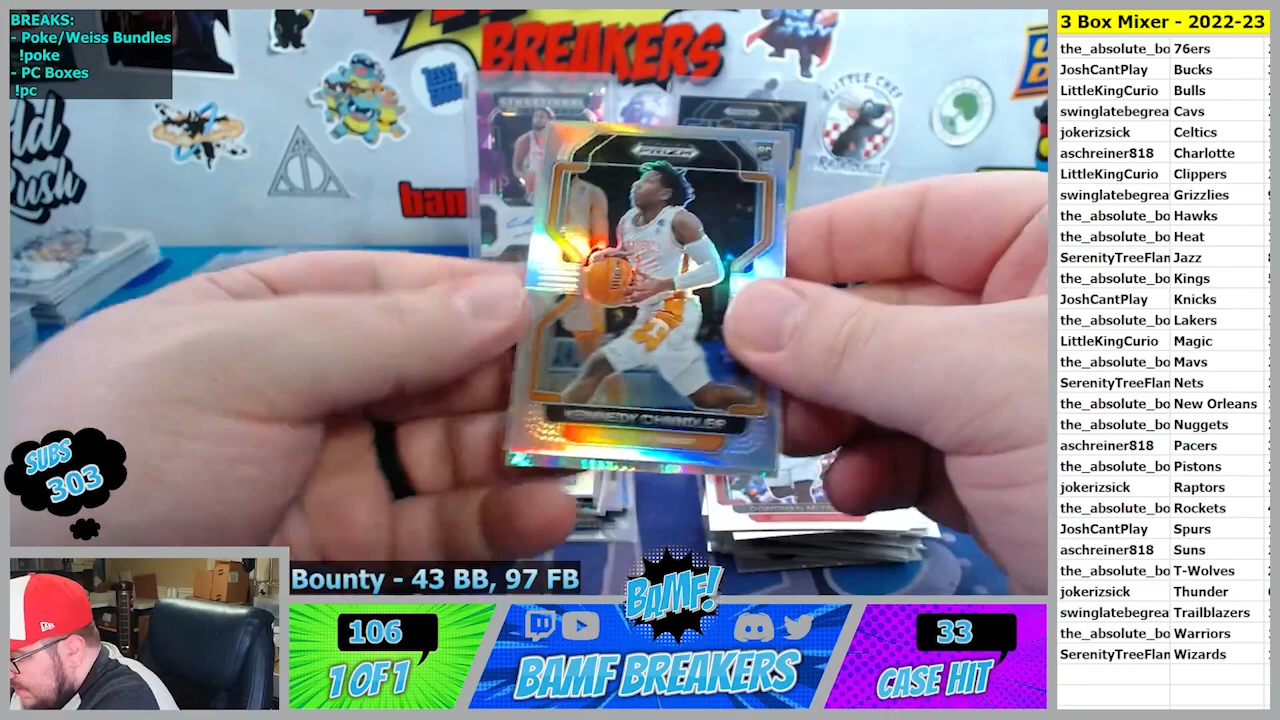 BREAKS:
- Poke/Weiss Bundles
!poke
- PC Boxes
!pc
BREAKERS
LITTLE CHEF
RATATOUILLE
ban
PRIZM
RC
KENNEDY CHANDLER
SUBS
303
Bounty - 43 BB, 97 FB
BAMF!
106
1 OF 1
BAMF BREAKERS
33
CASE HIT
3 Box Mixer - 2022-23
the_absolute_bo 76ers
JoshCantPlay Bucks
LittleKingCurio Bulls
swinglatebegrea Cavs
jokerizsick Celtics
aschreiner818 Charlotte
LittleKingCurio Clippers
swinglatebegrea Grizzlies
the_absolute_bo Hawks
the_absolute_bo Heat
SerenityTreeFlan Jazz
the_absolute_bo Kings
JoshCantPlay Knicks
the_absolute_bo Lakers
LittleKingCurio Magic
the_absolute_bo Mavs
SerenityTreeFlan Nets
the_absolute_bo New Orleans
the_absolute_bo Nuggets
aschreiner818 Pacers
the_absolute_bo Pistons
jokerizsick Raptors
the_absolute_bo Rockets
JoshCantPlay Spurs
aschreiner818 Suns
the_absolute_bo T-Wolves
jokerizsick Thunder
swinglatebegrea Trailblazers
the_absolute_bo Warriors
SerenityTreeFlan Wizards